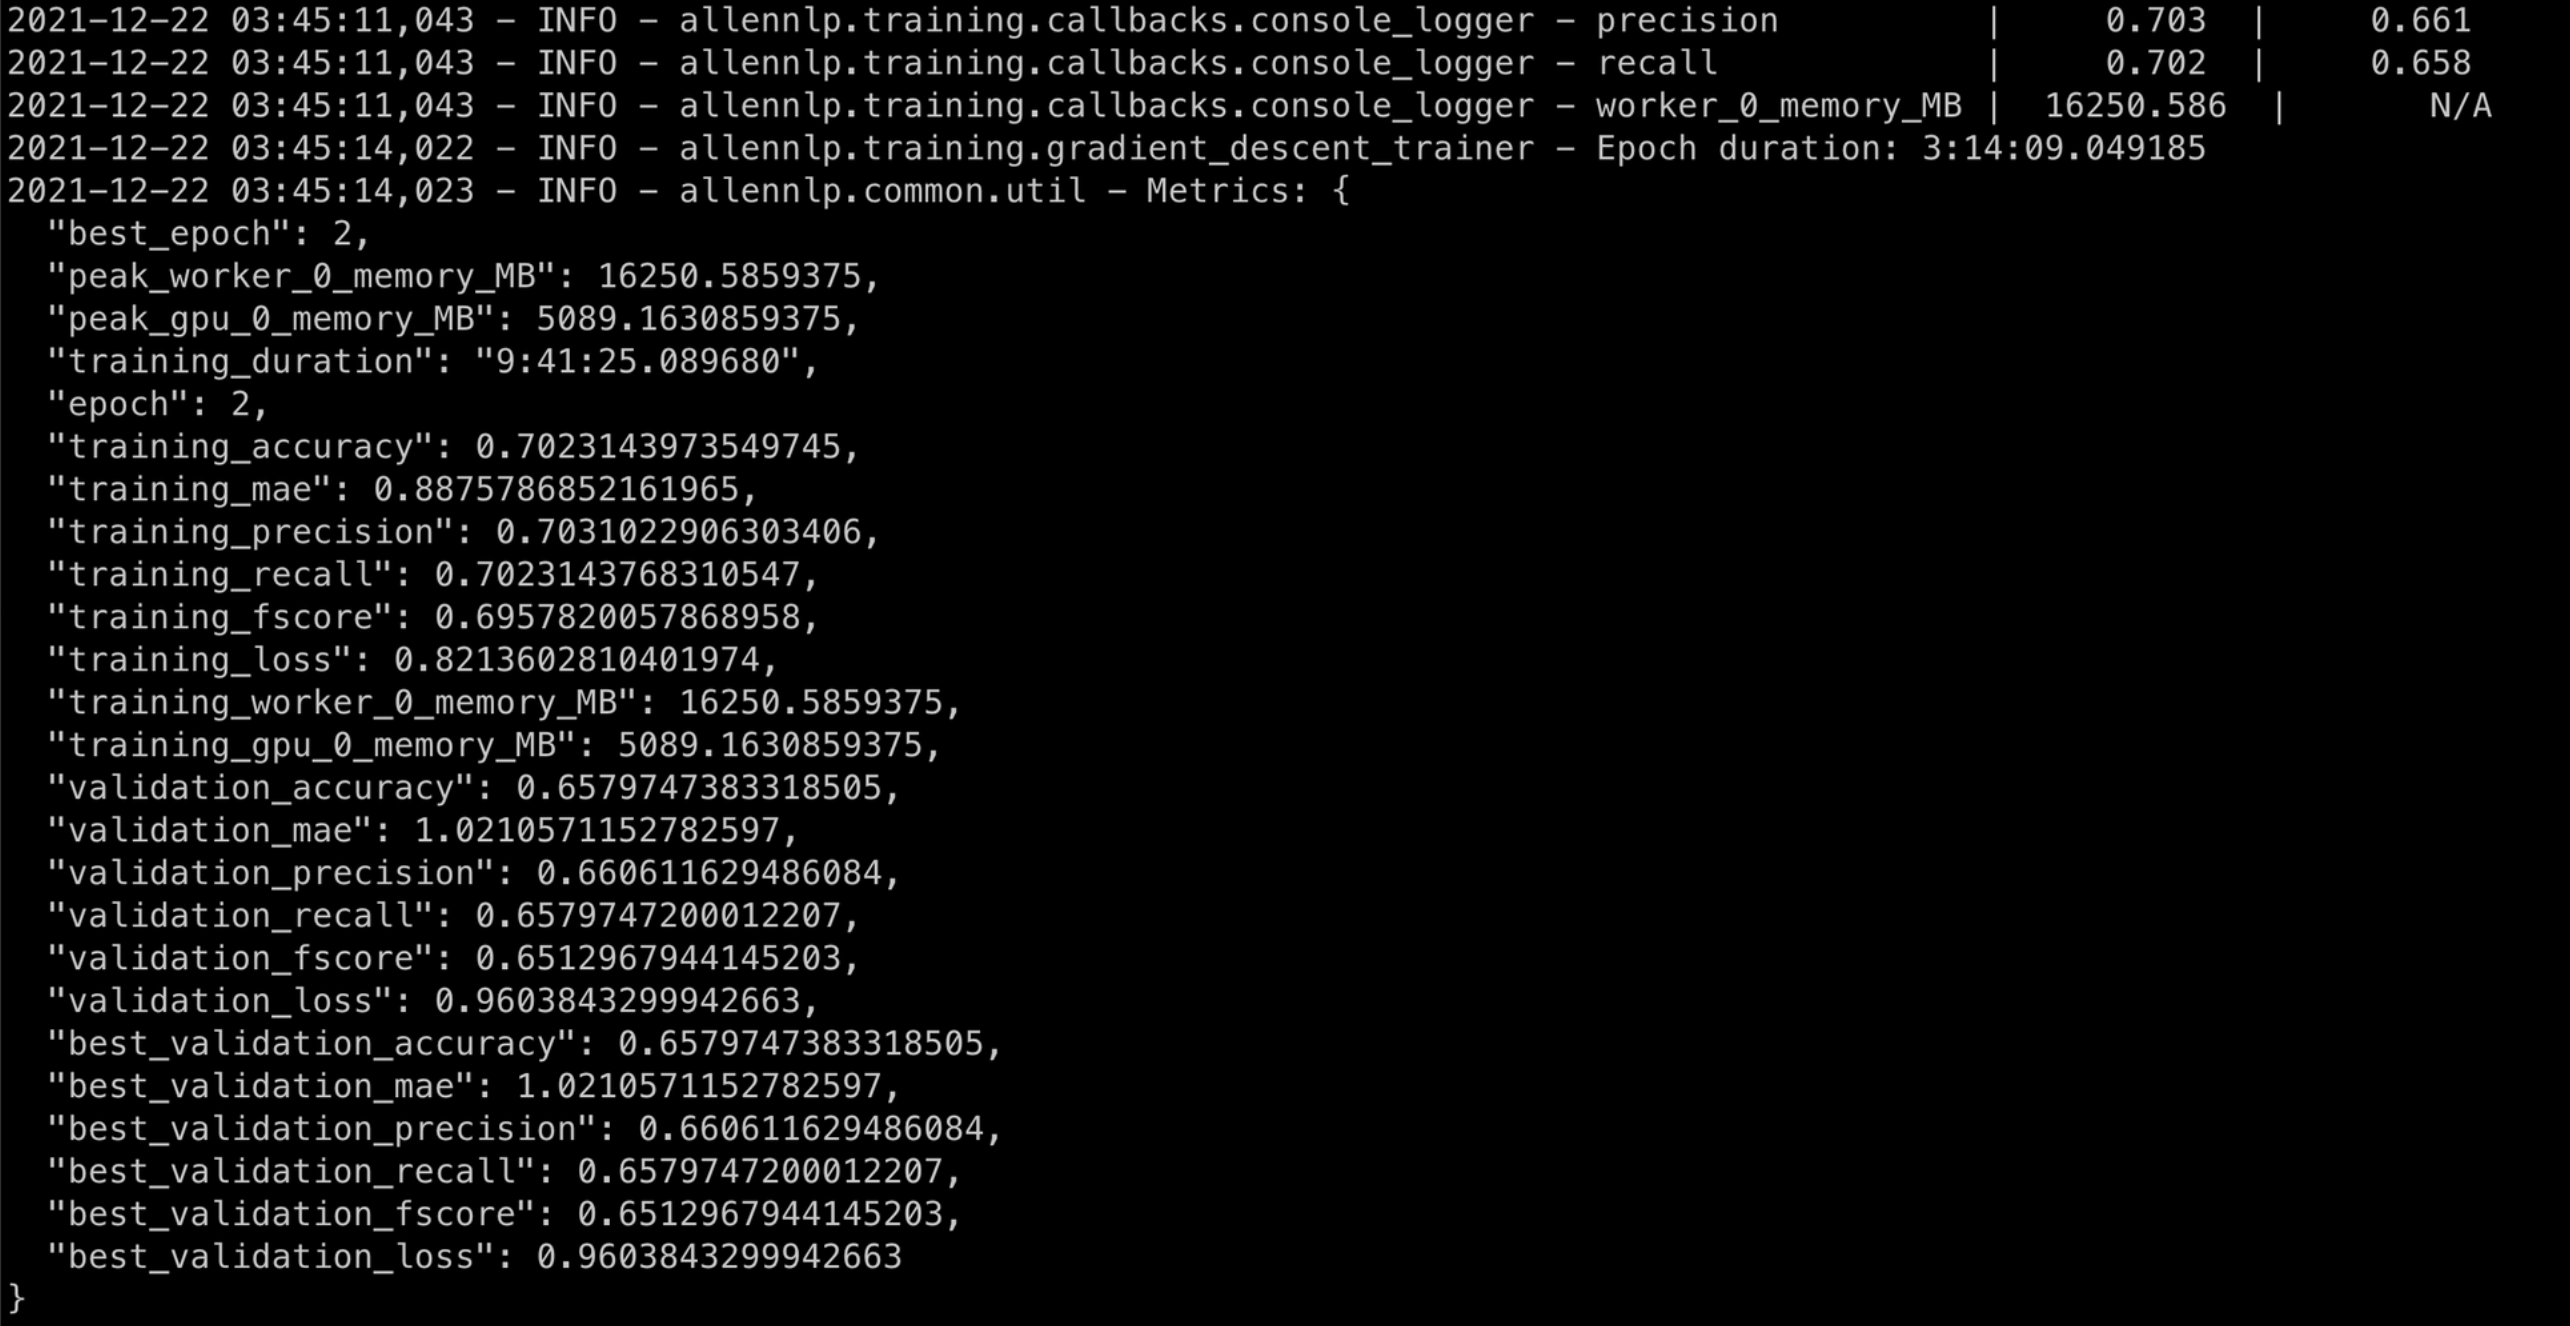 2021-12-22 03:45:11,043 - INFO - allennlp.training.callbacks.console_logger - precision          |     0.703  |     0.661
2021-12-22 03:45:11,043 - INFO - allennlp.training.callbacks.console_logger - recall             |     0.702  |     0.658
2021-12-22 03:45:11,043 - INFO - allennlp.training.callbacks.console_logger - worker_0_memory_MB |  16250.586  |       N/A
2021-12-22 03:45:14,022 - INFO - allennlp.training.gradient_descent_trainer - Epoch duration: 3:14:09.049185
2021-12-22 03:45:14,023 - INFO - allennlp.common.util - Metrics: {
  "best_epoch": 2,
  "peak_worker_0_memory_MB": 16250.5859375,
  "peak_gpu_0_memory_MB": 5089.1630859375,
  "training_duration": "9:41:25.089680",
  "epoch": 2,
  "training_accuracy": 0.7023143973549745,
  "training_mae": 0.8875786852161965,
  "training_precision": 0.7031022906303406,
  "training_recall": 0.7023143768310547,
  "training_fscore": 0.6957820057868958,
  "training_loss": 0.8213602810401974,
  "training_worker_0_memory_MB": 16250.5859375,
  "training_gpu_0_memory_MB": 5089.1630859375,
  "validation_accuracy": 0.6579747383318505,
  "validation_mae": 1.0210571152782597,
  "validation_precision": 0.660611629486084,
  "validation_recall": 0.6579747200012207,
  "validation_fscore": 0.6512967944145203,
  "validation_loss": 0.9603843299942663,
  "best_validation_accuracy": 0.6579747383318505,
  "best_validation_mae": 1.0210571152782597,
  "best_validation_precision": 0.660611629486084,
  "best_validation_recall": 0.6579747200012207,
  "best_validation_fscore": 0.6512967944145203,
  "best_validation_loss": 0.9603843299942663
}